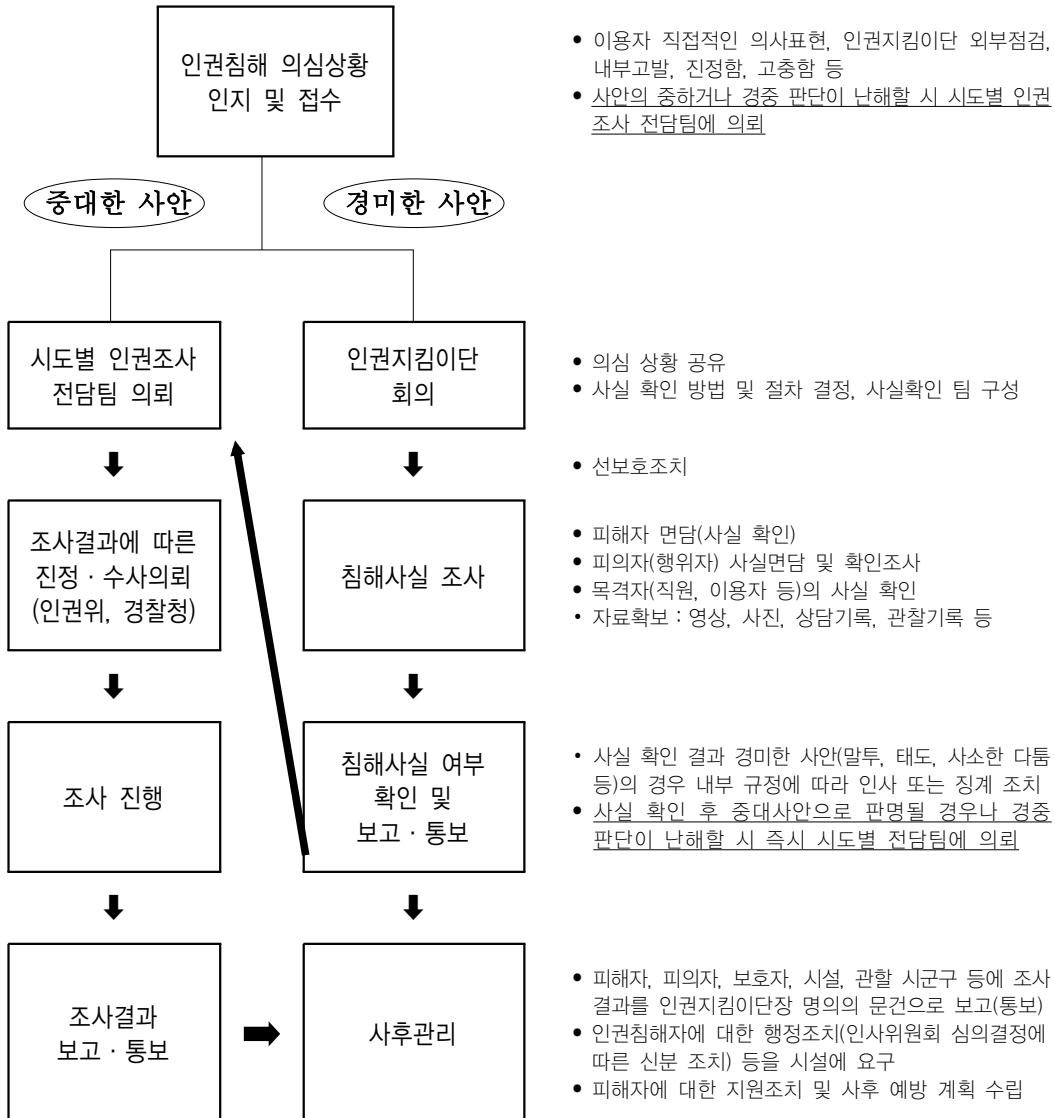 인권침해 의심상황
인지 및 접수
• 이용자 직접적인 의사표현, 인권지킴이단 외부점검,
내부고발, 진정함, 고충함 등
• 사안의 중하거나 경중 판단이 난해할 시 시도별 인권
조사 전담팀에 의뢰
중대한 사안
경미한 사안
시도별 인권조사
전담팀 의뢰
인권지킴이단
회의
• 의심 상황 공유
• 사실 확인 방법 및 절차 결정, 사실확인 팀 구성
• 선보호조치
조사결과에 따른
진정 · 수사의뢰
(인권위, 경찰청)
침해사실 조사
• 피해자 면담(사실 확인)
• 피의자(행위자) 사실면담 및 확인조사
• 목격자(직원, 이용자 등)의 사실 확인
• 자료확보 : 영상, 사진, 상담기록, 관찰기록 등
조사 진행
침해사실 여부
확인 및
보고 · 통보
• 사실 확인 결과 경미한 사안(말투, 태도, 사소한 다툼
등)의 경우 내부 규정에 따라 인사 또는 징계 조치
• 사실 확인 후 중대사안으로 판명될 경우나 경중
판단이 난해할 시 즉시 시도별 전담팀에 의뢰
조사결과
보고 · 통보
사후관리
• 피해자, 피의자, 보호자, 시설, 관할 시군구 등에 조사
결과를 인권지킴이단장 명의의 문건으로 보고(통보)
• 인권침해자에 대한 행정조치(인사위원회 심의결정에
따른 신분 조치) 등을 시설에 요구
• 피해자에 대한 지원조치 및 사후 예방 계획 수립